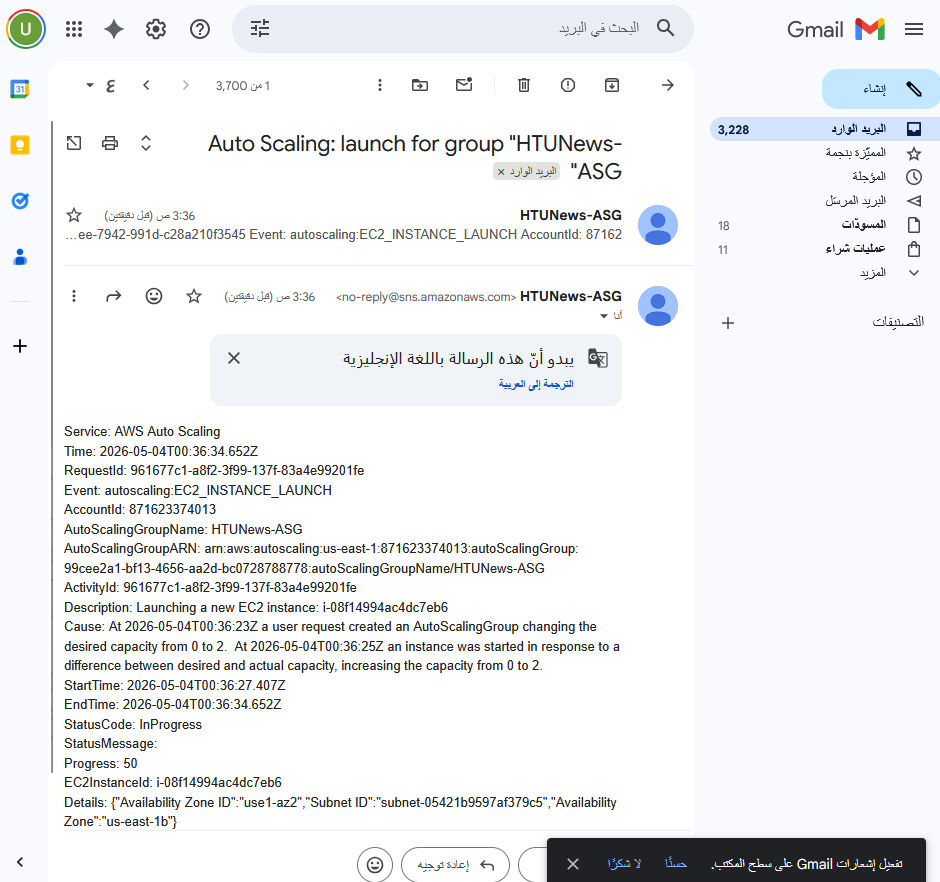 Gmail
البحث في البريد
U
إنشاء
البريد الوارد 3,228
المميّزة بنجمة
المؤجلة
البريد المرسَل
المسودّات 18
عمليات شراء 11
المزيد
التصنيفات
31
1 من 3,700
ع
Auto Scaling: launch for group "HTUNews-
ASG"
البريد الوارد ×
HTUNews-ASG
3:36 ص (قبل دقيقتين)
…ee-7942-991d-c28a210f3545 Event: autoscaling:EC2_INSTANCE_LAUNCH AccountId: 87162
HTUNews-ASG <no-reply@sns.amazonaws.com>
3:36 ص (قبل دقيقتين)
أنا
يبدو أنّ هذه الرسالة باللغة الإنجليزية
الترجمة إلى العربية
Service: AWS Auto Scaling
Time: 2026-05-04T00:36:34.652Z
RequestId: 961677c1-a8f2-3f99-137f-83a4e99201fe
Event: autoscaling:EC2_INSTANCE_LAUNCH
AccountId: 871623374013
AutoScalingGroupName: HTUNews-ASG
AutoScalingGroupARN: arn:aws:autoscaling:us-east-1:871623374013:autoScalingGroup:
99cee2a1-bf13-4656-aa2d-bc0728788778:autoScalingGroupName/HTUNews-ASG
ActivityId: 961677c1-a8f2-3f99-137f-83a4e99201fe
Description: Launching a new EC2 instance: i-08f14994ac4dc7eb6
Cause: At 2026-05-04T00:36:23Z a user request created an AutoScalingGroup changing the
desired capacity from 0 to 2.  At 2026-05-04T00:36:25Z an instance was started in response to a
difference between desired and actual capacity, increasing the capacity from 0 to 2.
StartTime: 2026-05-04T00:36:27.407Z
EndTime: 2026-05-04T00:36:34.652Z
StatusCode: InProgress
StatusMessage:
Progress: 50
EC2InstanceId: i-08f14994ac4dc7eb6
Details: {"Availability Zone ID":"use1-az2","Subnet ID":"subnet-05421b9597af379c5","Availability
Zone":"us-east-1b"}
إعادة توجيه
تفعيل إشعارات Gmail على سطح المكتب.
حسنًا
لا شكرًا